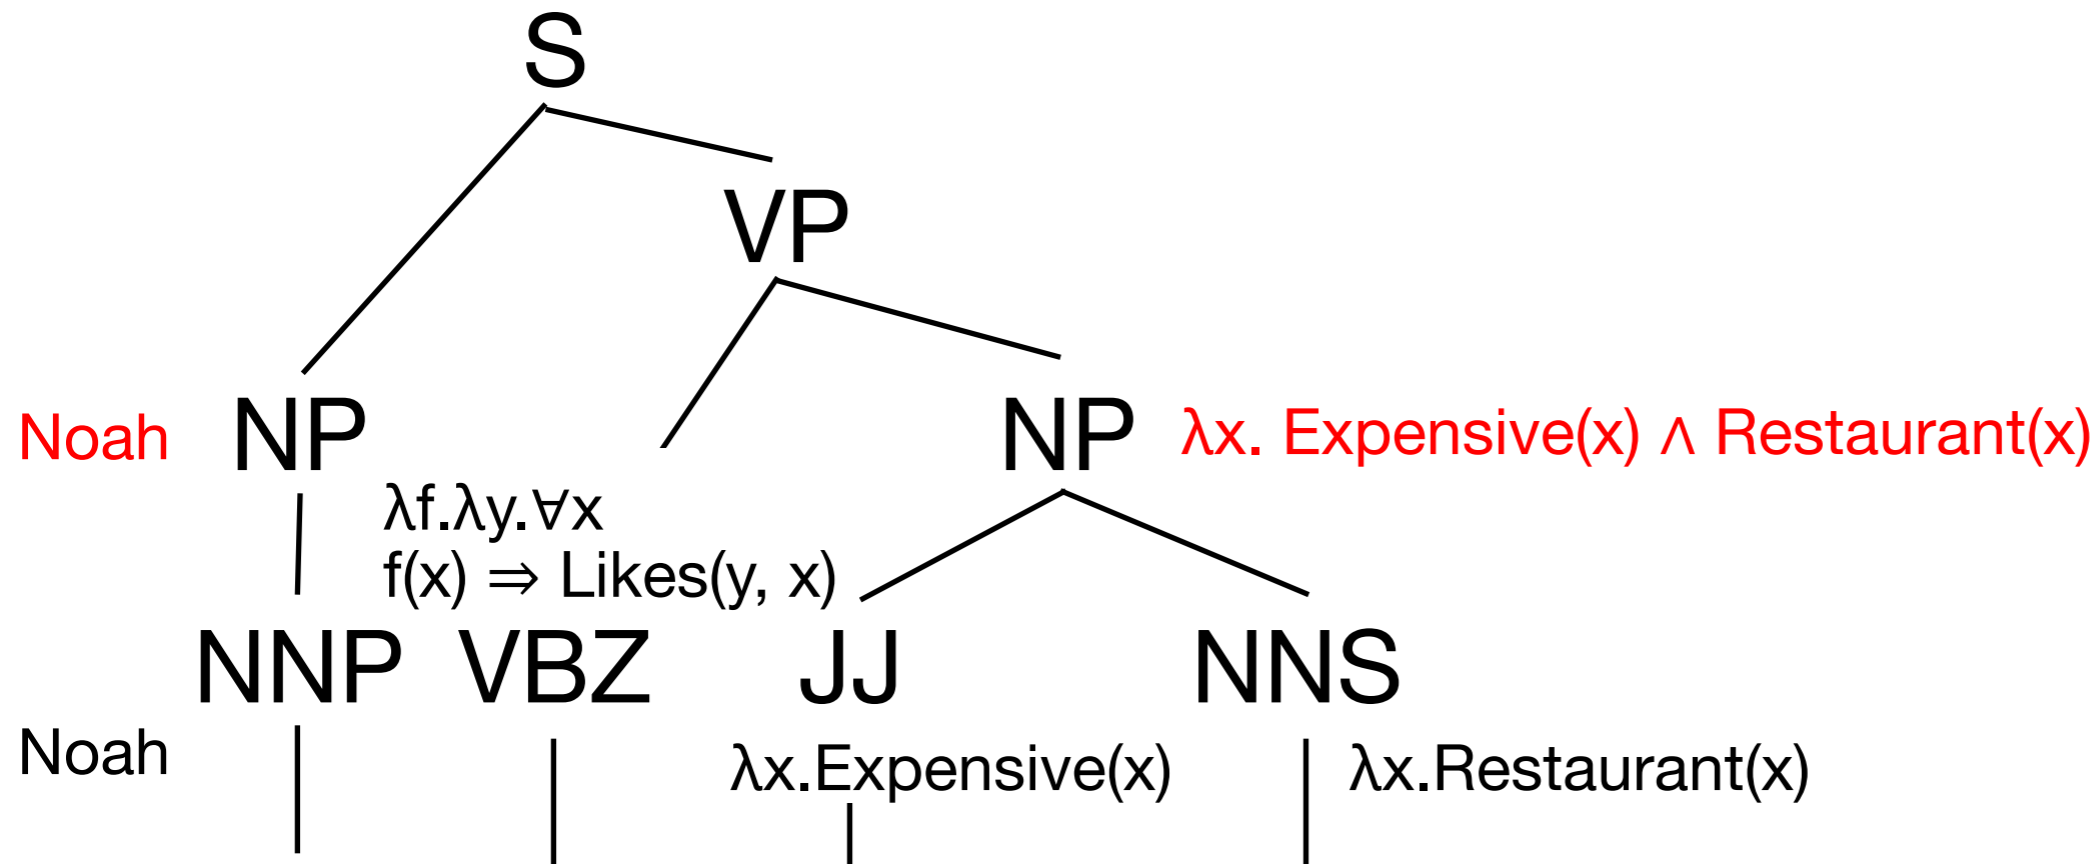 S
VP
Noah NP
NP λx. Expensive(x) ∧ Restaurant(x)
λf.λy.∀x
f(x) ⇒ Likes(y, x)
NNP VBZ JJ NNS
Noah
λx.Expensive(x) λx.Restaurant(x)